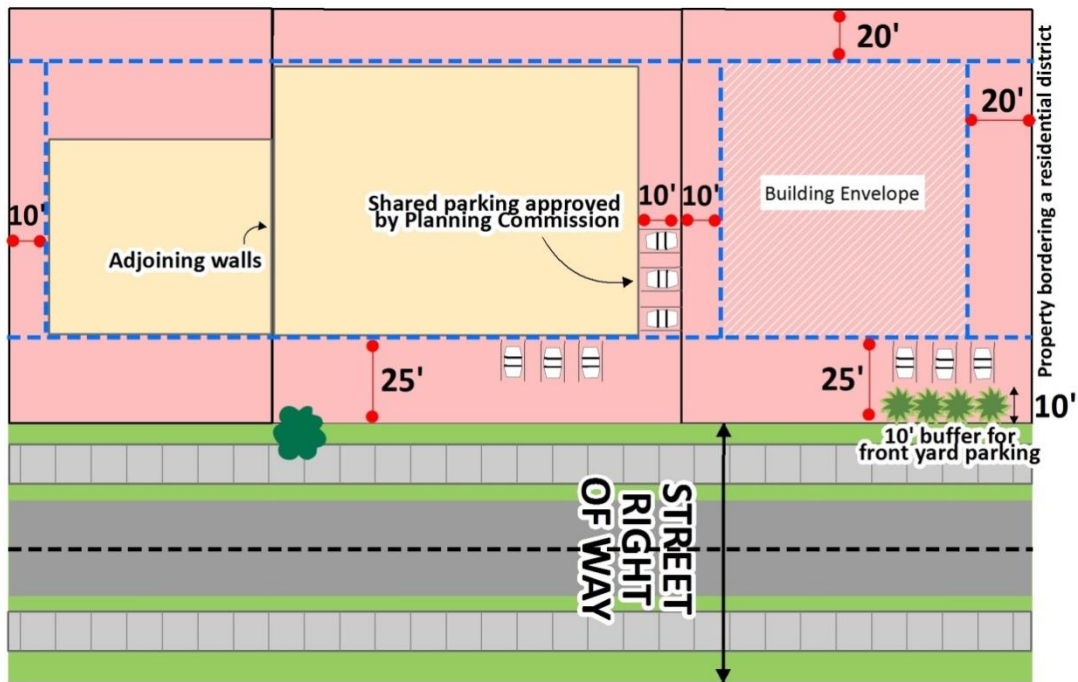 20'
Property bordering a residential district
20'
Building Envelope
Shared parking approved
by Planning Commission
10'
10'
10'
Adjoining walls
25'
25'
10'
10' buffer for
front yard parking
STREET
RIGHT
OF WAY